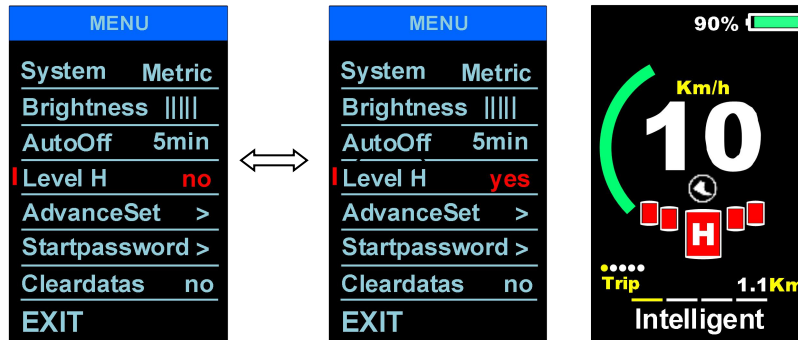 MENU
System Metric
Brightness |||||
AutoOff 5min
Level H no
AdvanceSet >
Startpassword >
Cleardatas no
EXIT
MENU
System Metric
Brightness |||||
AutoOff 5min
Level H yes
AdvanceSet >
Startpassword >
Cleardatas no
EXIT
90%
Km/h
10
H
Trip 1.1Km
Intelligent